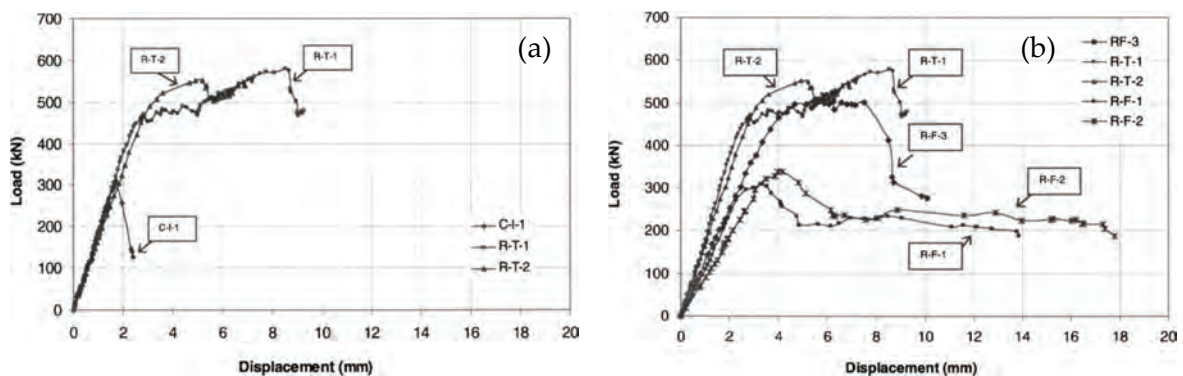 (a)
Load (kN)
700
600
500
400
300
200
100
0
R-T-2
R-T-1
C-I-1
C-I-1
R-T-1
R-T-2
0 2 4 6 8 10 12 14 16 18 20
Displacement (mm)
(b)
Load (kN)
700
600
500
400
300
200
100
0
R-T-2
R-T-1
R-F-3
R-F-2
R-F-1
RF-3
R-T-1
R-T-2
R-F-1
R-F-2
0 2 4 6 8 10 12 14 16 18 20
Displacement (mm)